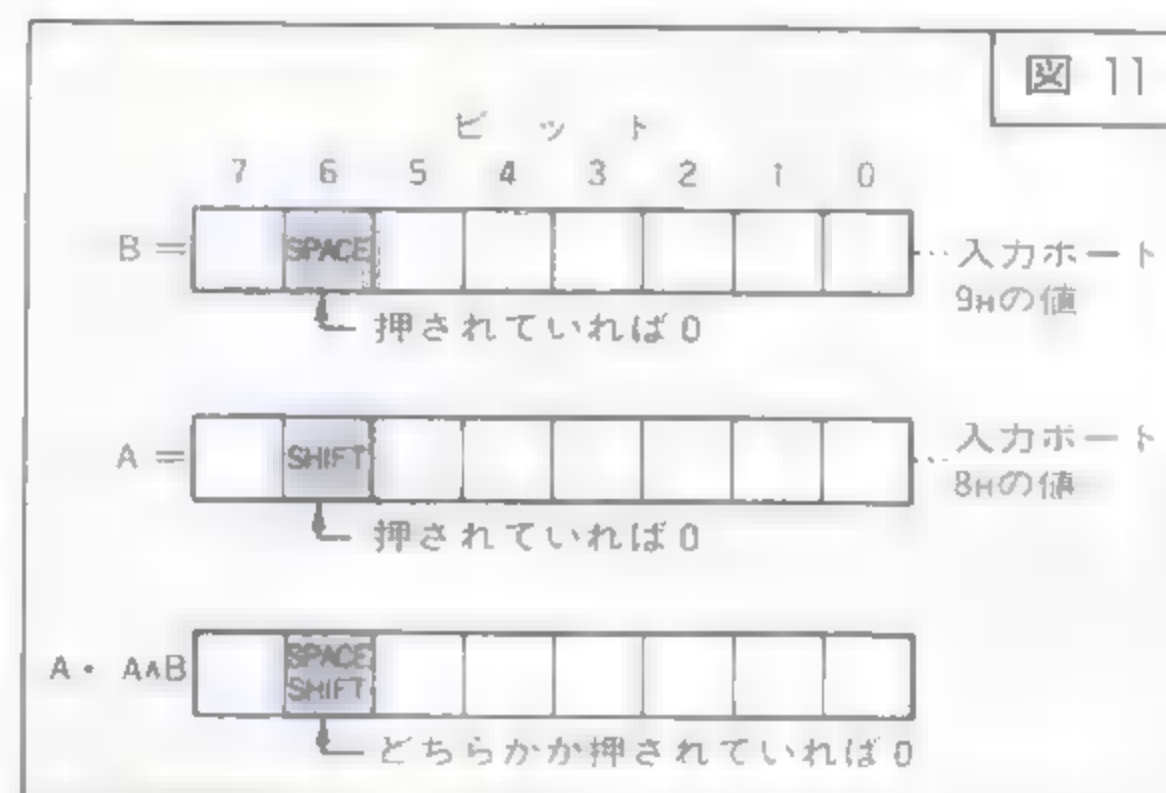 図 11
ビット
7 6 5 4 3 2 1 0
B =
SPACE
入力ポート
9Hの値
押されていれば0
A =
SHIFT
入力ポート
8Hの値
押されていれば0
A・ A∧B
SPACE
SHIFT
どちらかか押されていれば0